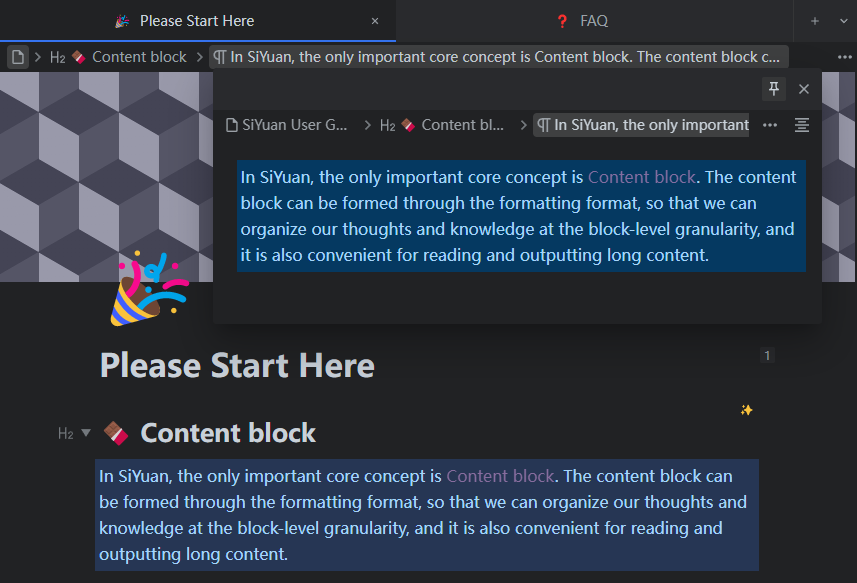 Please Start Here
FAQ
H2 Content block In SiYuan, the only important core concept is Content block. The content block c...
SiYuan User G... H2 Content bl... In SiYuan, the only important
In SiYuan, the only important core concept is Content block. The content
block can be formed through the formatting format, so that we can
organize our thoughts and knowledge at the block-level granularity, and
it is also convenient for reading and outputting long content.
Please Start Here
1
H2 Content block
In SiYuan, the only important core concept is Content block. The content block can
be formed through the formatting format, so that we can organize our thoughts and
knowledge at the block-level granularity, and it is also convenient for reading and
outputting long content.